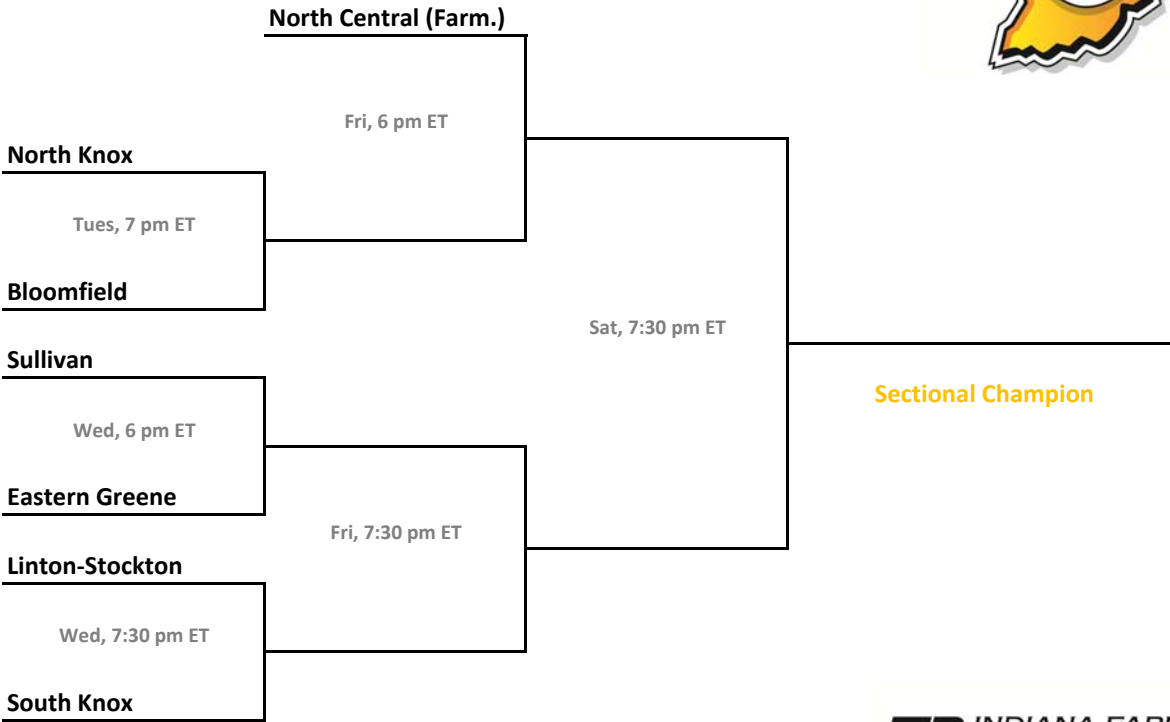 North Central (Farm.)
Fri, 6 pm ET
North Knox
Tues, 7 pm ET
Bloomfield
Sat, 7:30 pm ET
Sullivan
Sectional Champion
Wed, 6 pm ET
Eastern Greene
Fri, 7:30 pm ET
Linton-Stockton
Wed, 7:30 pm ET
South Knox
INDIANA FARM